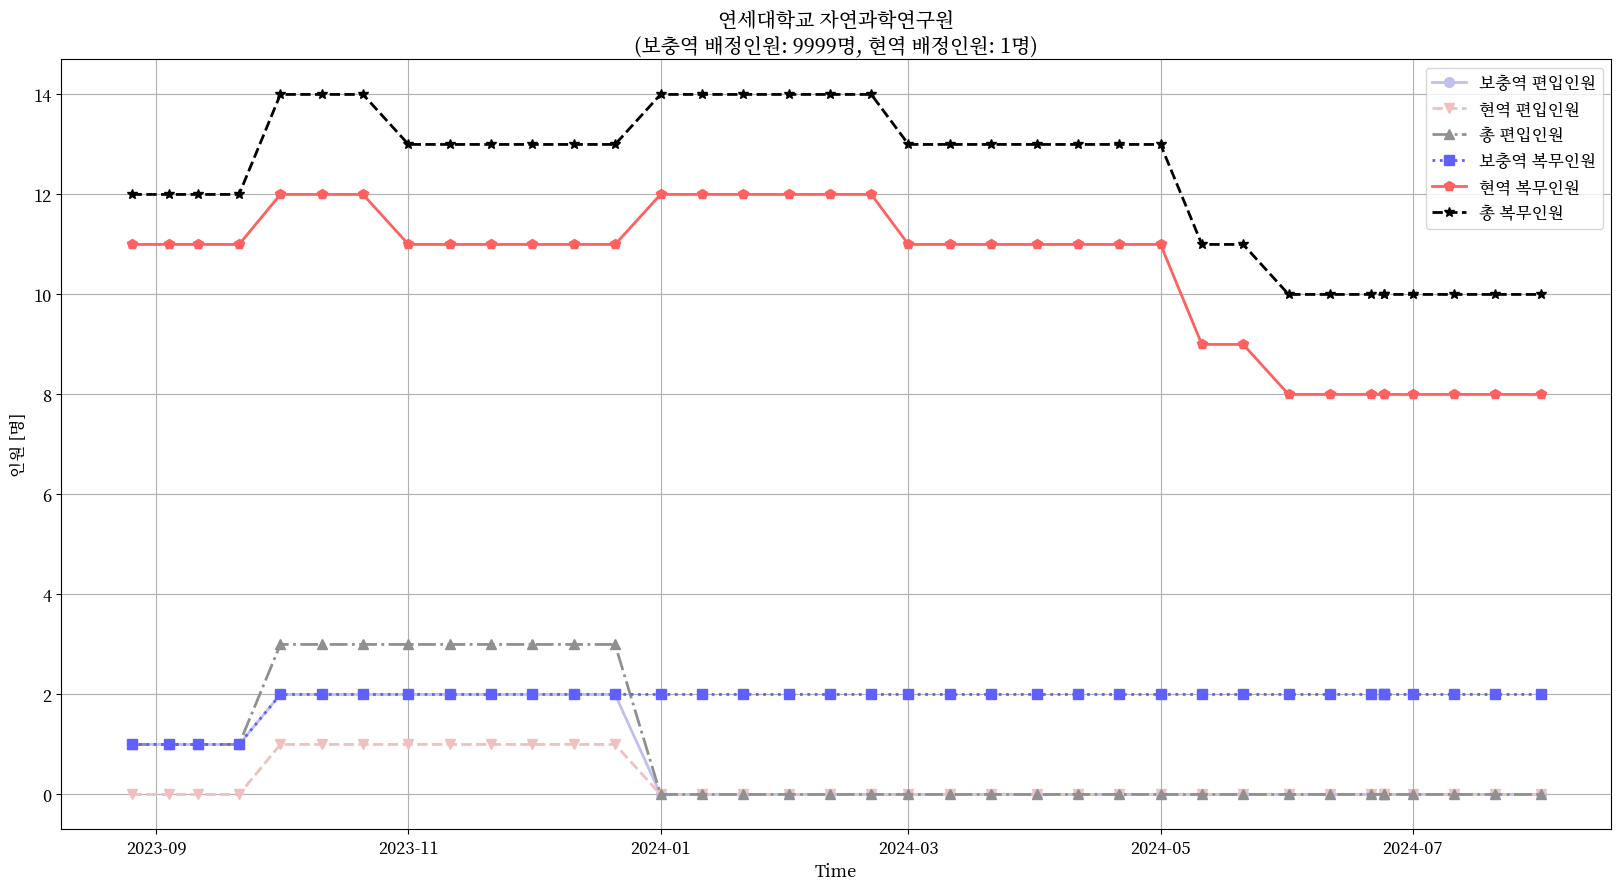 연세대학교 자연과학연구원
(보충역 배정인원: 9999명, 현역 배정인원: 1명)
보충역 편입인원
현역 편입인원
총 편입인원
보충역 복무인원
현역 복무인원
총 복무인원
인원 [명]
14
12
10
8
6
4
2
0
2023-09
2023-11
2024-01
2024-03
2024-05
2024-07
Time